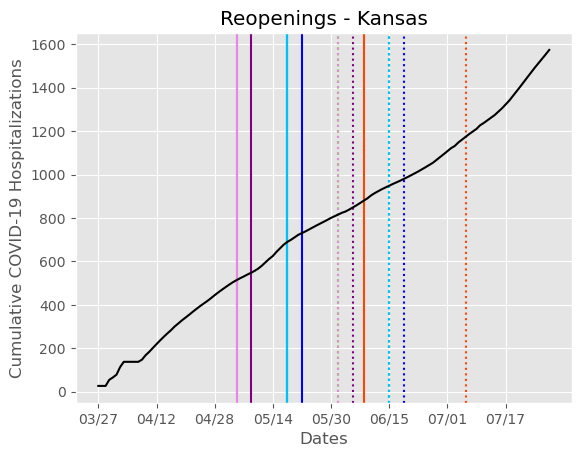 Reopenings - Kansas
Cumulative COVID-19 Hospitalizations
1600
1400
1200
1000
800
600
400
200
0
03/27 04/12 04/28 05/14 05/30 06/15 07/01 07/17
Dates